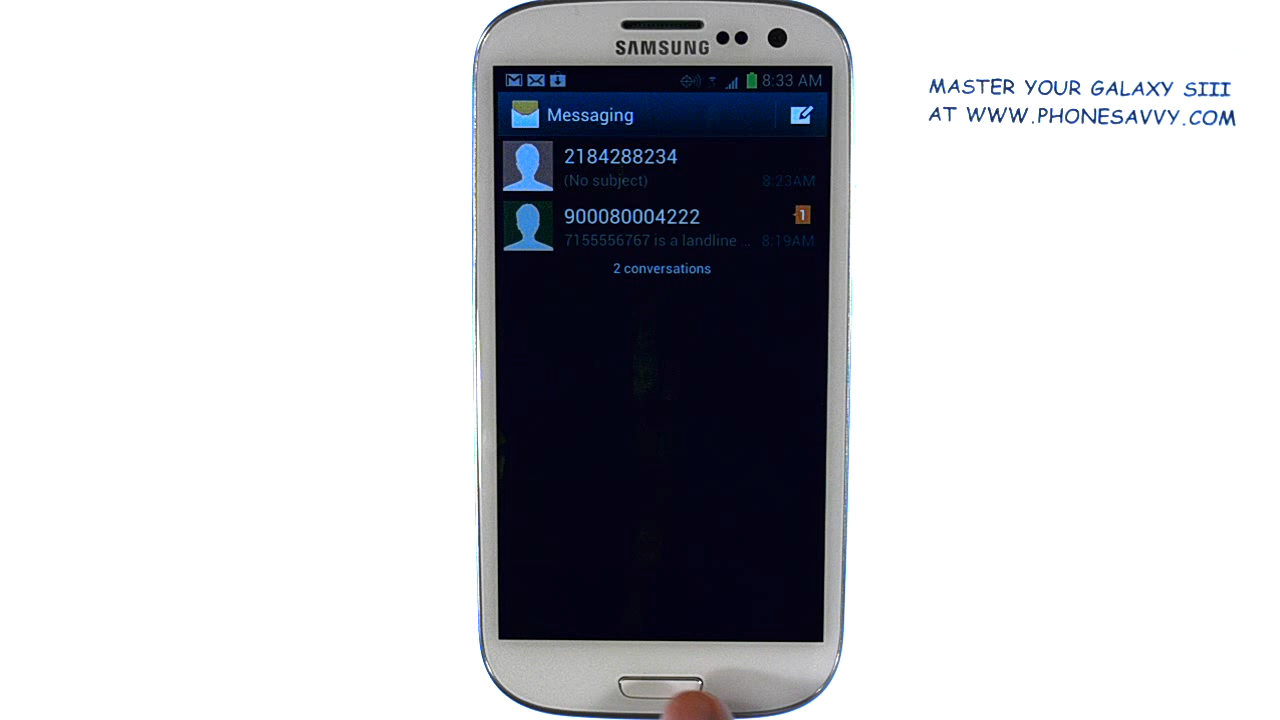 SAMSUNG
8:33 AM
Messaging
2184288234
(No subject)
8:23AM
900080004222
1
7155556767 is a landline ...
8:19AM
2 conversations
MASTER YOUR GALAXY SIII
AT WWW.PHONESAVVY.COM